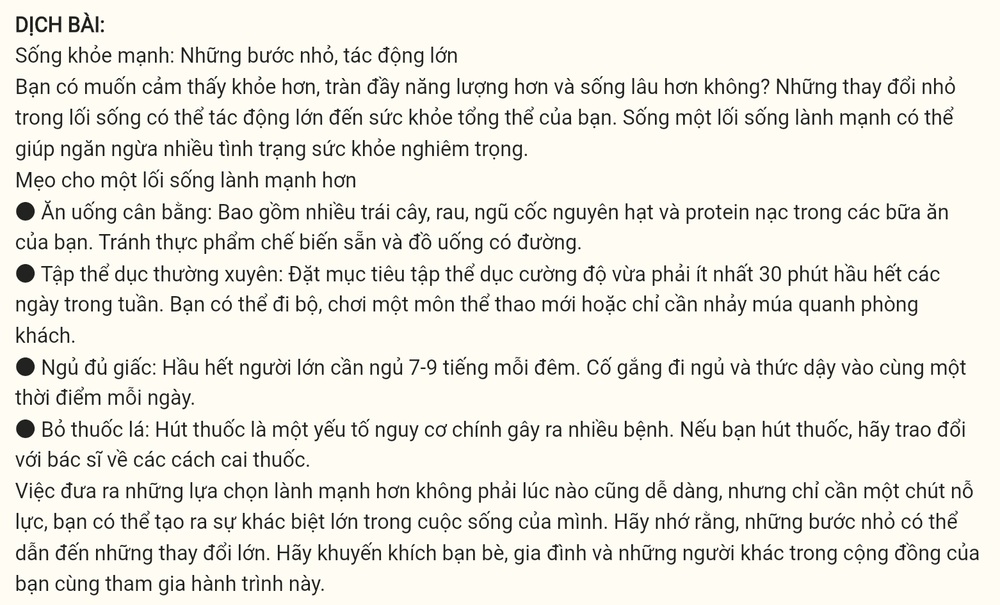 DỊCH BÀI:
Sống khỏe mạnh: Những bước nhỏ, tác động lớn
Bạn có muốn cảm thấy khỏe hơn, tràn đầy năng lượng hơn và sống lâu hơn không? Những thay đổi nhỏ
trong lối sống có thể tác động lớn đến sức khỏe tổng thể của bạn. Sống một lối sống lành mạnh có thể
giúp ngăn ngừa nhiều tình trạng sức khỏe nghiêm trọng.
Mẹo cho một lối sống lành mạnh hơn
● Ăn uống cân bằng: Bao gồm nhiều trái cây, rau, ngũ cốc nguyên hạt và protein nạc trong các bữa ăn
của bạn. Tránh thực phẩm chế biến sẵn và đồ uống có đường.
● Tập thể dục thường xuyên: Đặt mục tiêu tập thể dục cường độ vừa phải ít nhất 30 phút hầu hết các
ngày trong tuần. Bạn có thể đi bộ, chơi một môn thể thao mới hoặc chỉ cần nhảy múa quanh phòng
khách.
● Ngủ đủ giấc: Hầu hết người lớn cần ngủ 7-9 tiếng mỗi đêm. Cố gắng đi ngủ và thức dậy vào cùng một
thời điểm mỗi ngày.
● Bỏ thuốc lá: Hút thuốc là một yếu tố nguy cơ chính gây ra nhiều bệnh. Nếu bạn hút thuốc, hãy trao đổi
với bác sĩ về các cách cai thuốc.
Việc đưa ra những lựa chọn lành mạnh hơn không phải lúc nào cũng dễ dàng, nhưng chỉ cần một chút nỗ
lực, bạn có thể tạo ra sự khác biệt lớn trong cuộc sống của mình. Hãy nhớ rằng, những bước nhỏ có thể
dẫn đến những thay đổi lớn. Hãy khuyến khích bạn bè, gia đình và những người khác trong cộng đồng của
bạn cùng tham gia hành trình này.